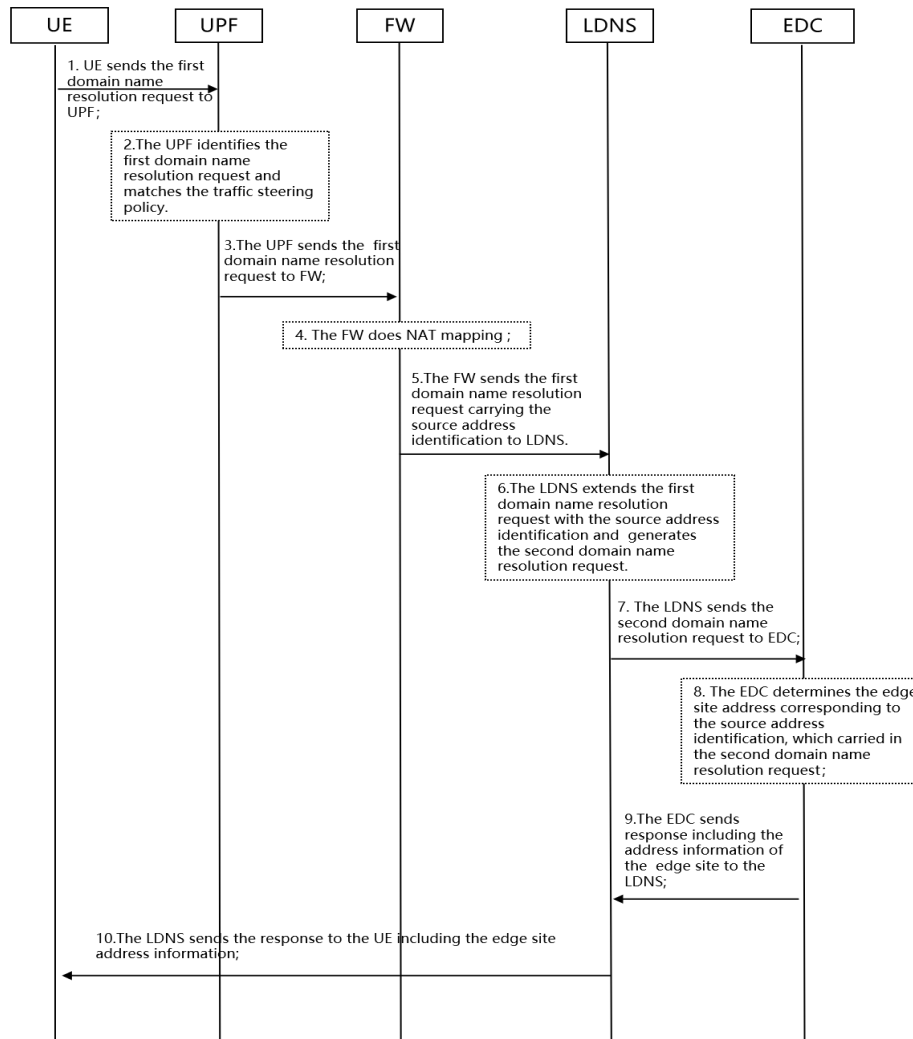 UE
UPF
FW
LDNS
EDC
1. UE sends the first
domain name
resolution request to
UPF;
2.The UPF identifies the
first domain name
resolution request and
matches the traffic steering
policy.
3.The UPF sends the  first
domain name resolution
request to FW;
4. The FW does NAT mapping ;
5.The FW sends the first
domain name resolution
request carrying the
source address
identification to LDNS.
6.The LDNS extends the first
domain name resolution
request with the source address
identification and  generates
the second domain name
resolution request.
7. The LDNS sends the
second domain name
resolution request to EDC;
8. The EDC determines the edge
site address corresponding to
the source address
identification, which carried in
the second domain name
resolution request;
9.The EDC sends
response including the
address information of
the  edge site to the
LDNS;
10.The LDNS sends the response to the UE including the edge site
address information;